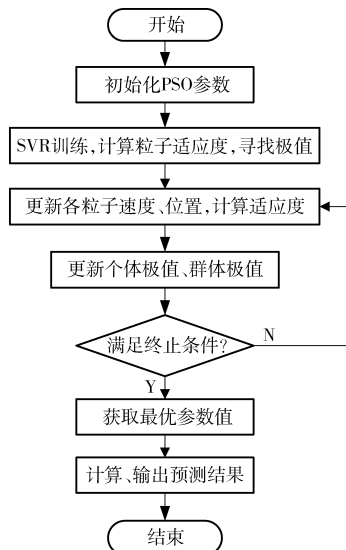 开始
初始化PSO参数
SVR训练,计算粒子适应度,寻找极值
更新各粒子速度、位置,计算适应度
更新个体极值、群体极值
满足终止条件?
N
Y
获取最优参数值
计算、输出预测结果
结束